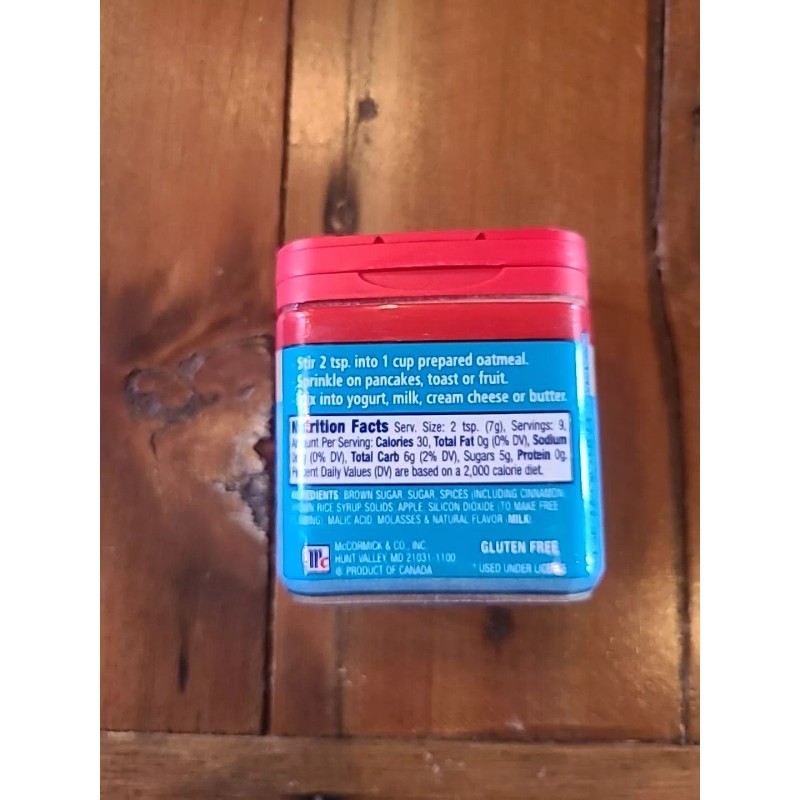 Stir 2 tsp. into 1 cup prepared oatmeal.
Sprinkle on pancakes, toast or fruit.
into yogurt, milk, cream cheese or butter.
Nutrition Facts Serv. Size: 2 tsp. (7g), Servings: 9,
Amount Per Serving: Calories 30, Total Fat 0g (0% DV), Sodium
(0% DV), Total Carb 6g (2% DV), Sugars 5g, Protein 0g.
Percent Daily Values (DV) are based on a 2,000 calorie diet.
INGREDIENTS: BROWN SUGAR, SUGAR, SPICES (INCLUDING CINNAMON),
RICE SYRUP SOLIDS, APPLE, SILICON DIOXIDE (TO MAKE FREE
MALIC ACID, MOLASSES & NATURAL FLAVOR (MILK).
Mc
McCORMICK & CO., INC.
HUNT VALLEY, MD 21031-1100
® PRODUCT OF CANADA
GLUTEN FREE
* USED UNDER LICENSE